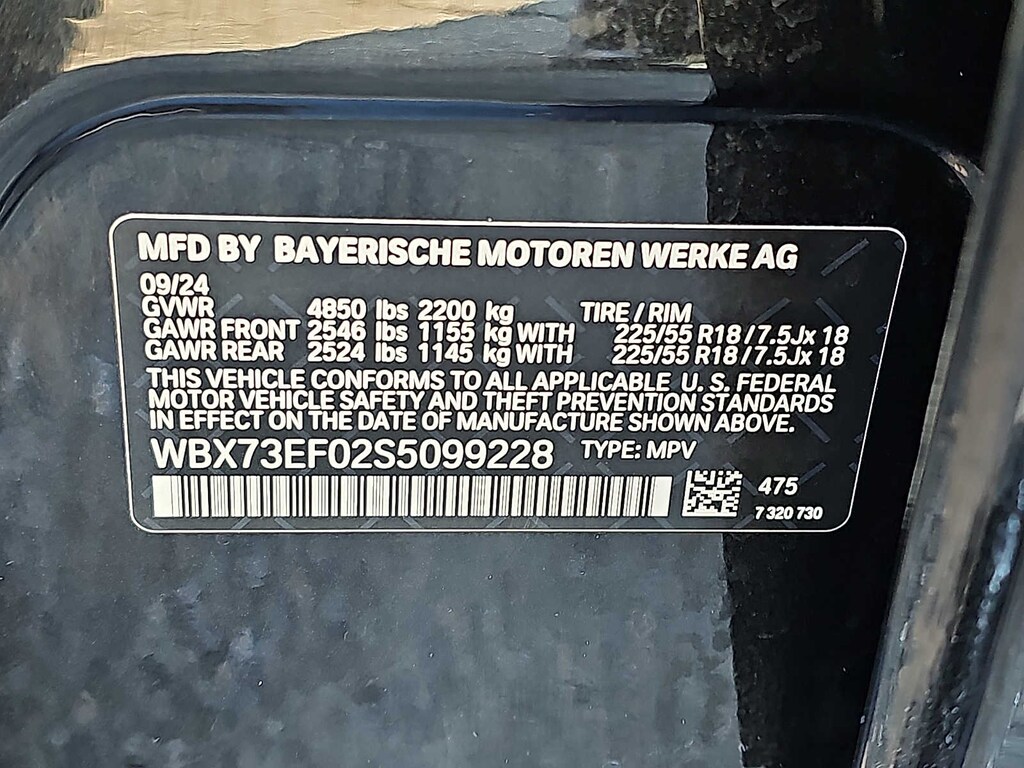 MFD BY BAYERISCHE MOTOREN WERKE AG
09/24
GVWR 4850 lbs 2200 kg TIRE / RIM
GAWR FRONT 2546 lbs 1155 kg WITH 225/55 R18 / 7.5Jx 18
GAWR REAR 2524 lbs 1145 kg WITH 225/55 R18 / 7.5Jx 18
THIS VEHICLE CONFORMS TO ALL APPLICABLE U. S. FEDERAL
MOTOR VEHICLE SAFETY AND THEFT PREVENTION STANDARDS
IN EFFECT ON THE DATE OF MANUFACTURE SHOWN ABOVE.
WBX73EF02S5099228 TYPE: MPV
475
7 320 730